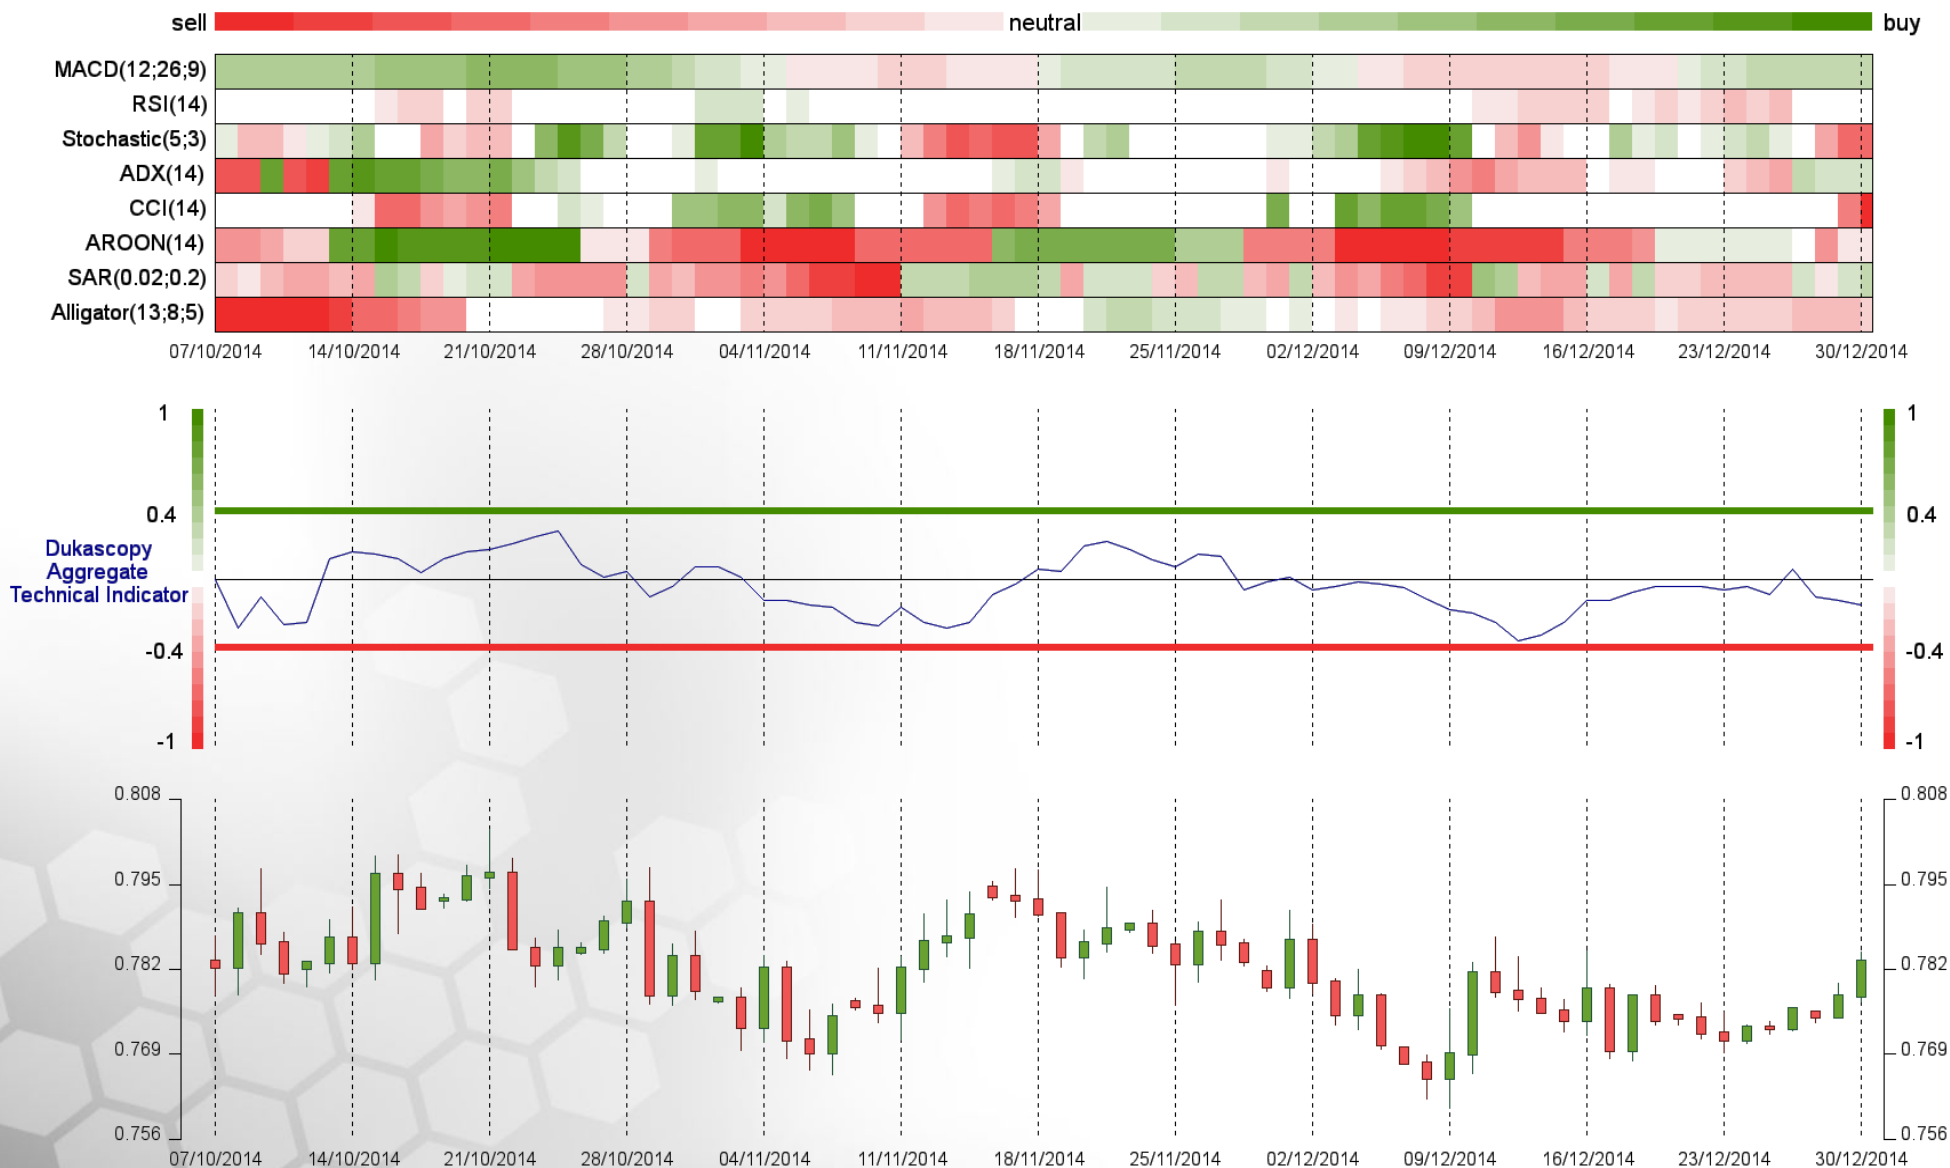 sell neutral buy
MACD(12;26;9)
RSI(14)
Stochastic(5;3)
ADX(14)
CCI(14)
AROON(14)
SAR(0.02;0.2)
Alligator(13;8;5)
07/10/2014 14/10/2014 21/10/2014 28/10/2014 04/11/2014 11/11/2014 18/11/2014 25/11/2014 02/12/2014 09/12/2014 16/12/2014 23/12/2014 30/12/2014
1 1
0.4 0.4
Dukascopy
Aggregate
Technical Indicator
-0.4 -0.4
-1 -1
0.808 0.808
0.795 0.795
0.782 0.782
0.769 0.769
0.756 0.756
07/10/2014 14/10/2014 21/10/2014 28/10/2014 04/11/2014 11/11/2014 18/11/2014 25/11/2014 02/12/2014 09/12/2014 16/12/2014 23/12/2014 30/12/2014